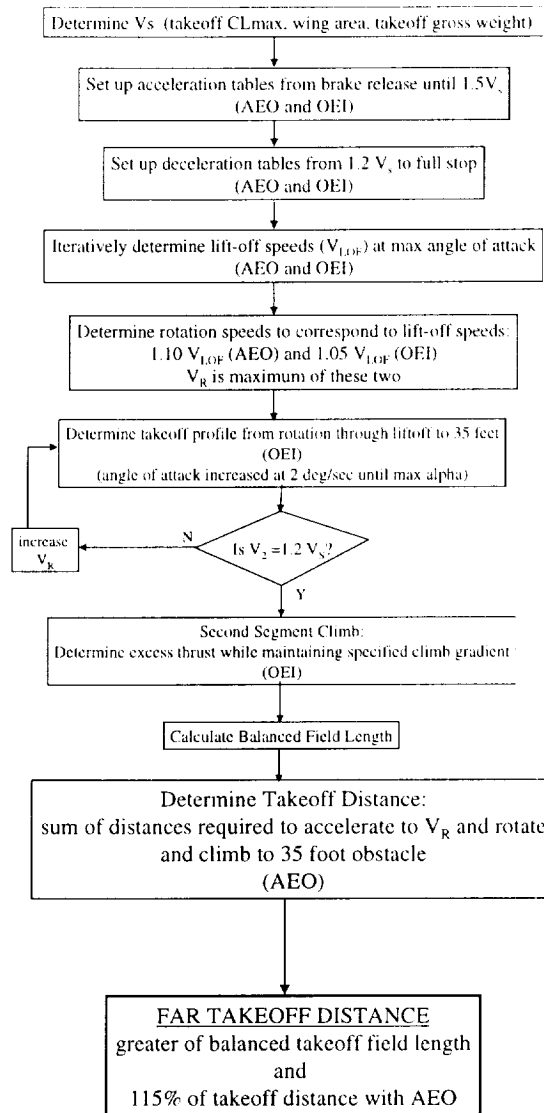 Determine Vs (takeoff CLmax, wing area, takeoff gross weight)
Set up acceleration tables from brake release until 1.5Vs
(AEO and OEI)
Set up deceleration tables from 1.2 Vs to full stop
(AEO and OEI)
Iteratively determine lift-off speeds (VLOF) at max angle of attack
(AEO and OEI)
Determine rotation speeds to correspond to lift-off speeds:
1.10 VLOF (AEO) and 1.05 VLOF (OEI)
VR is maximum of these two
Determine takeoff profile from rotation through liftoff to 35 feet
(OEI)
(angle of attack increased at 2 deg/sec until max alpha)
N
increase
VR
Is V2 =1.2 VS?
Y
Second Segment Climb:
Determine excess thrust while maintaining specified climb gradient
(OEI)
Calculate Balanced Field Length
Determine Takeoff Distance:
sum of distances required to accelerate to VR and rotate
and climb to 35 foot obstacle
(AEO)
FAR TAKEOFF DISTANCE
greater of balanced takeoff field length
and
115% of takeoff distance with AEO